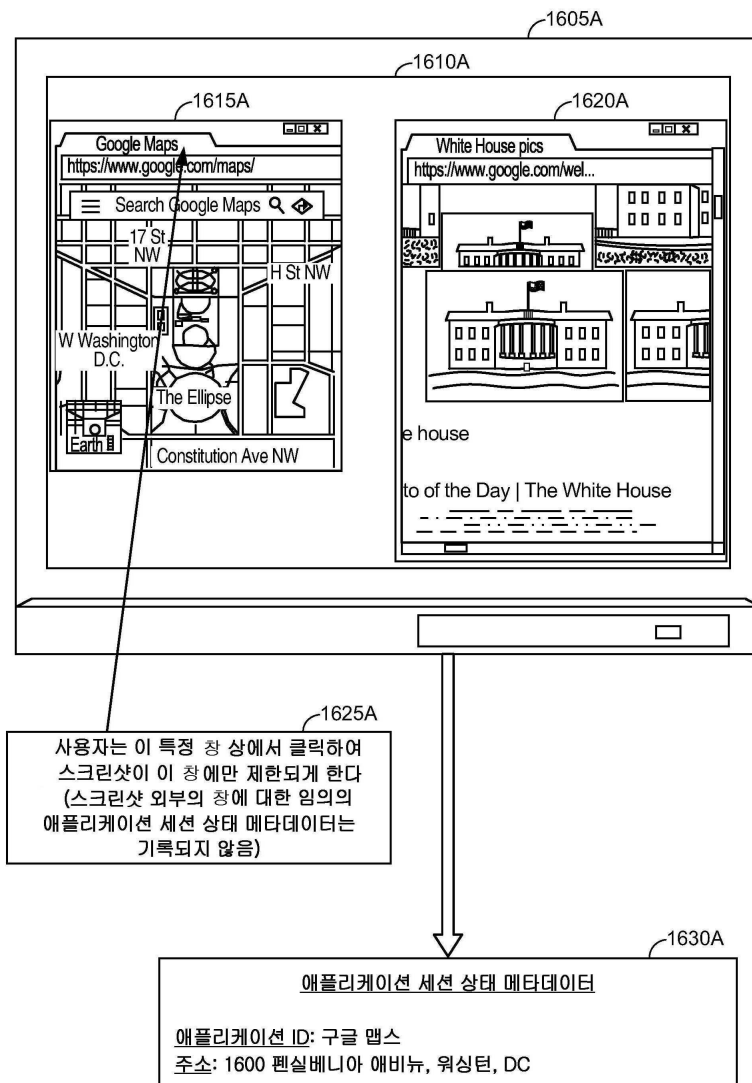 1605A
1610A
1615A
1620A
Google Maps
https://www.google.com/maps/
Search Google Maps
17 St
NW
H St NW
W Washington
D.C.
The Ellipse
Earth
Constitution Ave NW
White House pics
https://www.google.com/wel...
e house
to of the Day | The White House
1625A
사용자는 이 특정 창 상에서 클릭하여
스크린샷이 이 창에만 제한되게 한다
(스크린샷 외부의 창에 대한 임의의
애플리케이션 세션 상태 메타데이터는
기록되지 않음)
1630A
애플리케이션 세션 상태 메타데이터
애플리케이션 ID: 구글 맵스
주소: 1600 펜실베니아 애비뉴, 워싱턴, DC